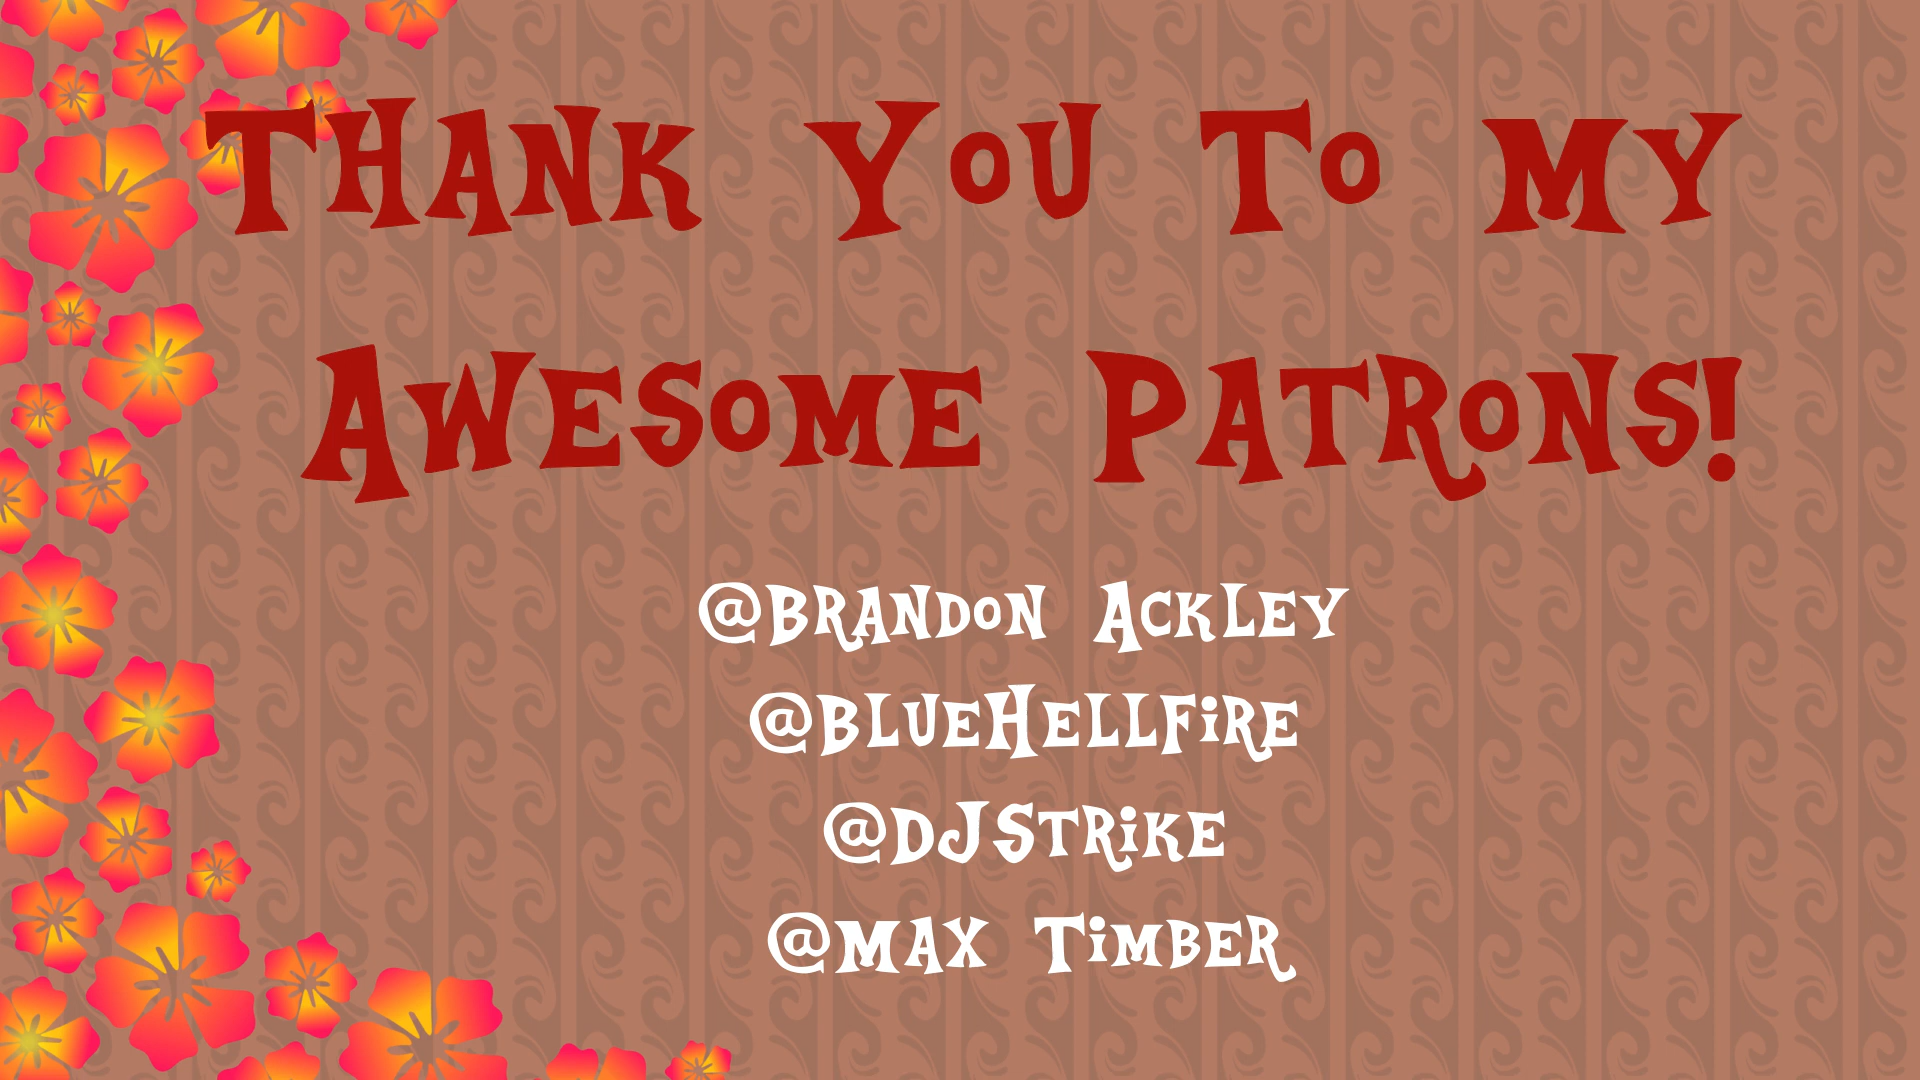 Thank You To My
Awesome Patrons!
@Brandon Ackley
@BlueHellFire
@DJStrike
@Max Timber